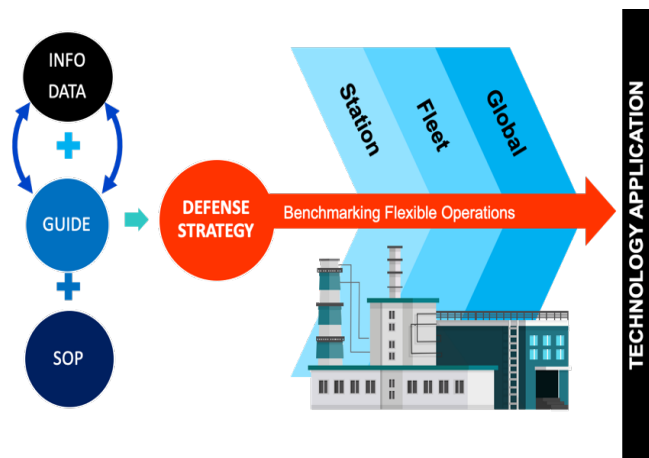 INFO
DATA
GUIDE
SOP
DEFENSE
STRATEGY
Benchmarking Flexible Operations
Station
Fleet
Global
TECHNOLOGY APPLICATION